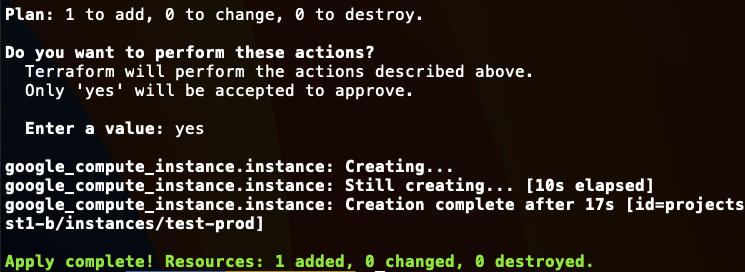 Plan: 1 to add, 0 to change, 0 to destroy.
Do you want to perform these actions?
Terraform will perform the actions described above.
Only 'yes' will be accepted to approve.
Enter a value: yes
google_compute_instance.instance: Creating...
google_compute_instance.instance: Still creating... [10s elapsed]
google_compute_instance.instance: Creation complete after 17s [id=projects
st1-b/instances/test-prod]
Apply complete! Resources: 1 added, 0 changed, 0 destroyed.